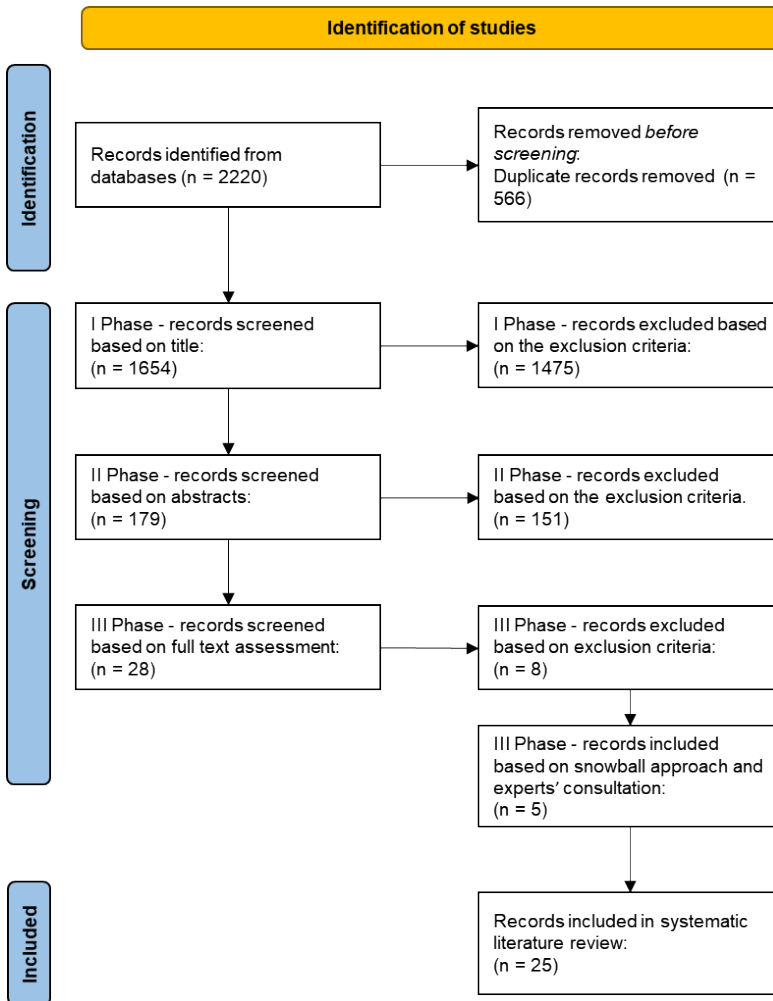 Identification of studies
Identification
Records identified from
databases (n = 2220)
Records removed before
screening:
Duplicate records removed (n =
566)
Screening
I Phase - records screened
based on title:
(n = 1654)
I Phase - records excluded based
on the exclusion criteria:
(n = 1475)
II Phase - records screened
based on abstracts:
(n = 179)
II Phase - records excluded
based on the exclusion criteria.
(n = 151)
III Phase - records screened
based on full text assessment:
(n = 28)
III Phase - records excluded
based on exclusion criteria:
(n = 8)
III Phase - records included
based on snowball approach and
experts’ consultation:
(n = 5)
Included
Records included in systematic
literature review:
(n = 25)